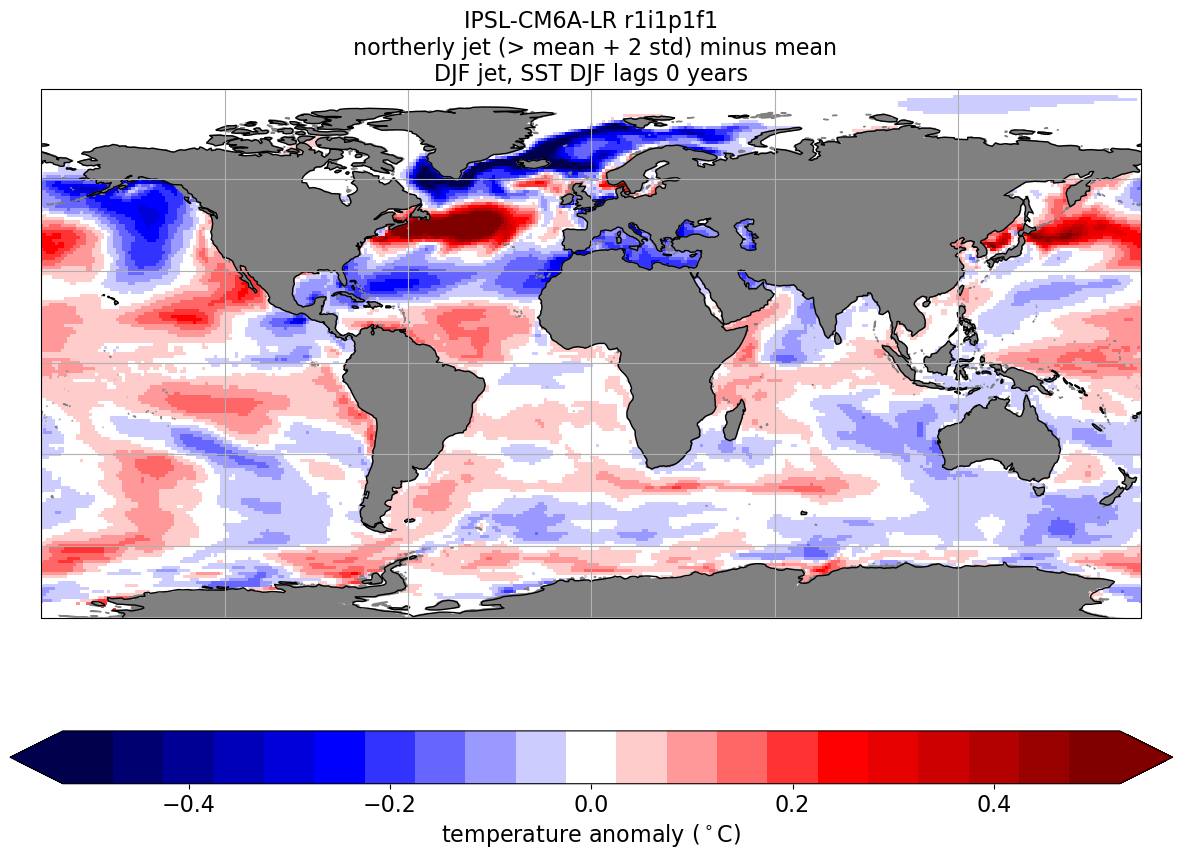 IPSL-CM6A-LR r1i1p1f1
northerly jet (> mean + 2 std) minus mean
DJF jet, SST DJF lags 0 years
−0.4 −0.2 0.0 0.2 0.4
temperature anomaly (°C)